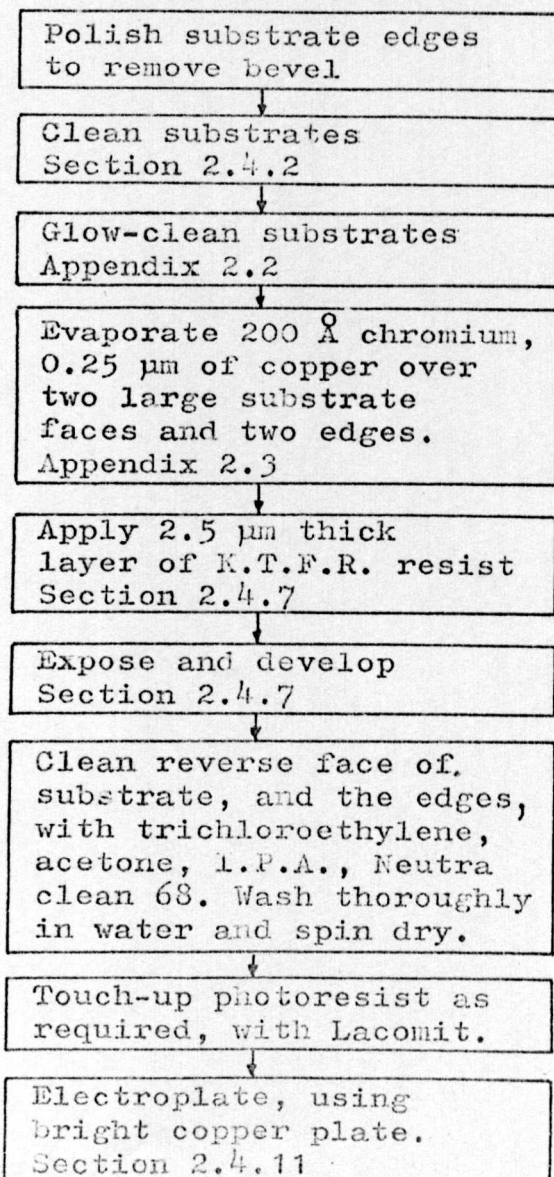 Polish substrate edges
to remove bevel
Clean substrates
Section 2.4.2
Glow-clean substrates
Appendix 2.2
Evaporate 200 Å chromium,
0.25 µm of copper over
two large substrate
faces and two edges.
Appendix 2.3
Apply 2.5 µm thick
layer of K.T.F.R. resist
Section 2.4.7
Expose and develop
Section 2.4.7
Clean reverse face of.
substrate, and the edges,
with trichloroethylene,
acetone, I.P.A., Neutra
clean 68. Wash thoroughly
in water and spin dry.
Touch-up photoresist as
required, with Lacomit.
Electroplate, using
bright copper plate.
Section 2.4.11